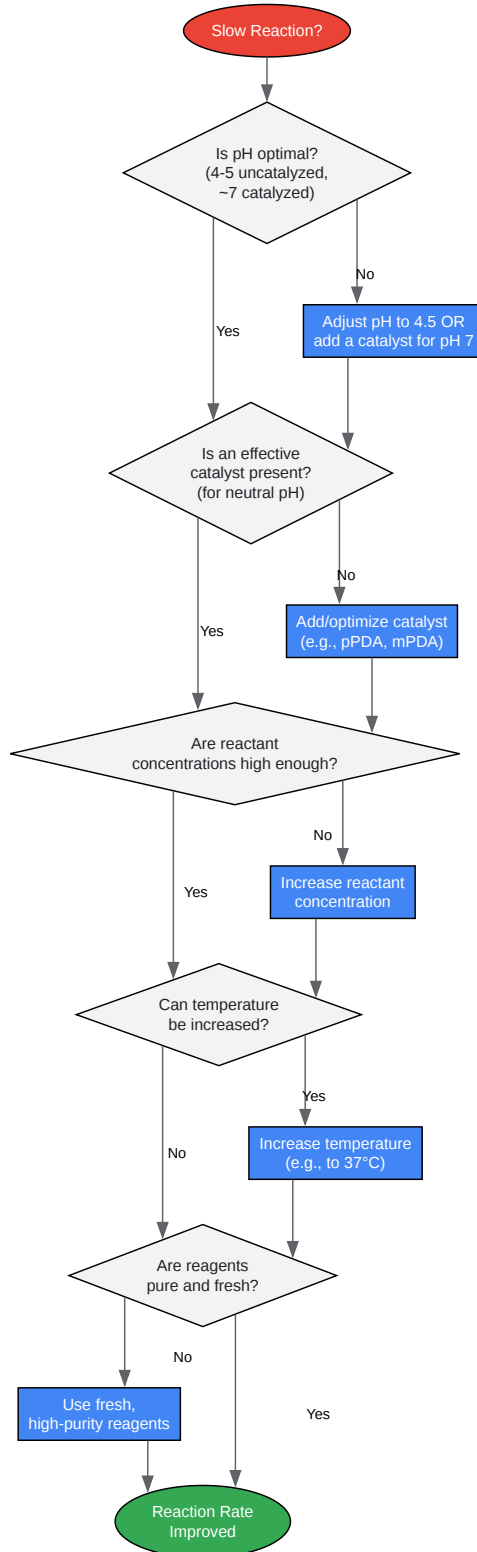 Slow Reaction?
Is pH optimal?
(4-5 uncatalyzed,
~7 catalyzed)
No
Yes
Adjust pH to 4.5 OR
add a catalyst for pH 7
Is an effective
catalyst present?
(for neutral pH)
No
Yes
Add/optimize catalyst
(e.g., pPDA, mPDA)
Are reactant
concentrations high enough?
No
Yes
Increase reactant
concentration
Can temperature
be increased?
Yes
No
Increase temperature
(e.g., to 37°C)
Are reagents
pure and fresh?
No
Yes
Use fresh,
high-purity reagents
Reaction Rate
Improved